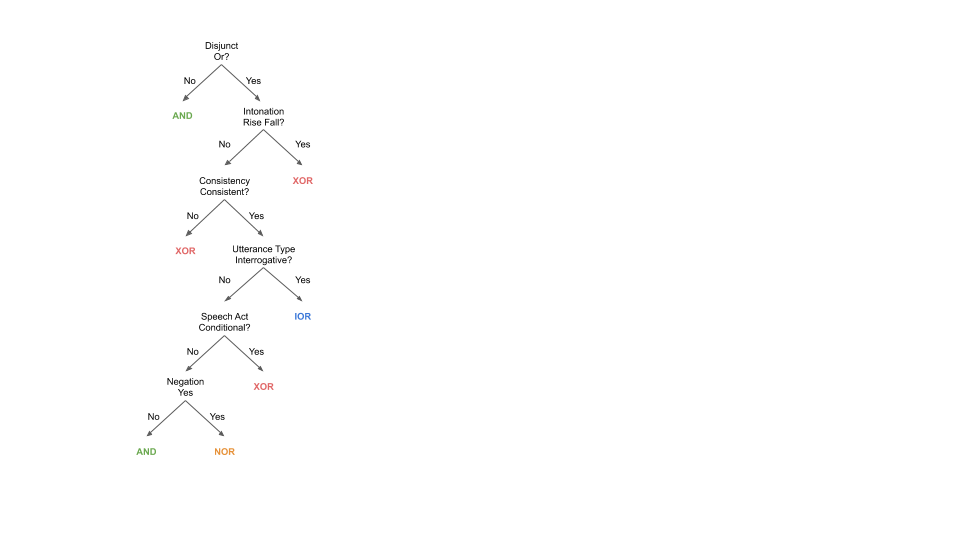 Disjunct
Or?
No
Yes
AND
Intonation
Rise Fall?
No
Yes
Consistency
Consistent?
XOR
No
Yes
XOR
Utterance Type
Interrogative?
No
Yes
Speech Act
Conditional?
IOR
No
Yes
Negation
Yes
XOR
No
Yes
AND
NOR